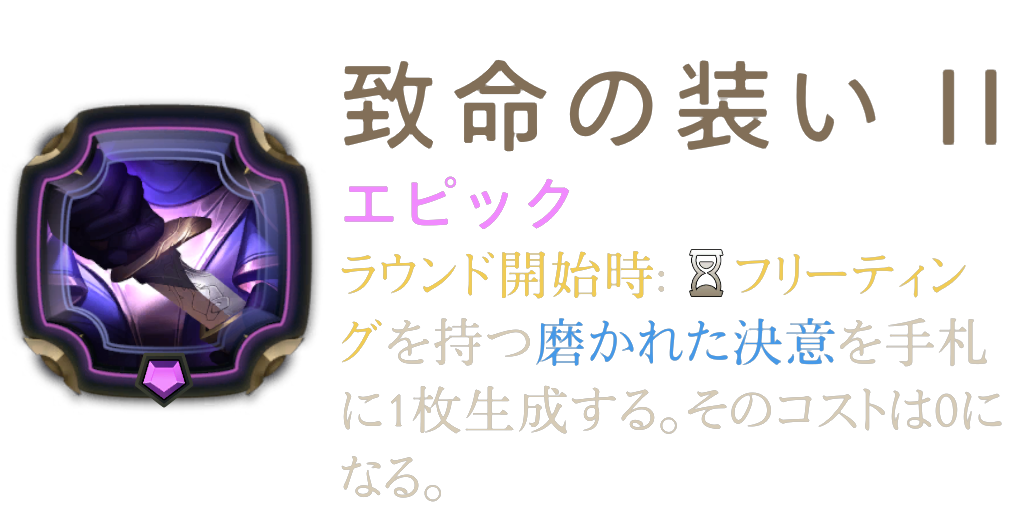 致命の装い II
エピック
ラウンド開始時: フリーティン
グを持つ磨かれた決意を手札
に1枚生成する。そのコストは0に
なる。